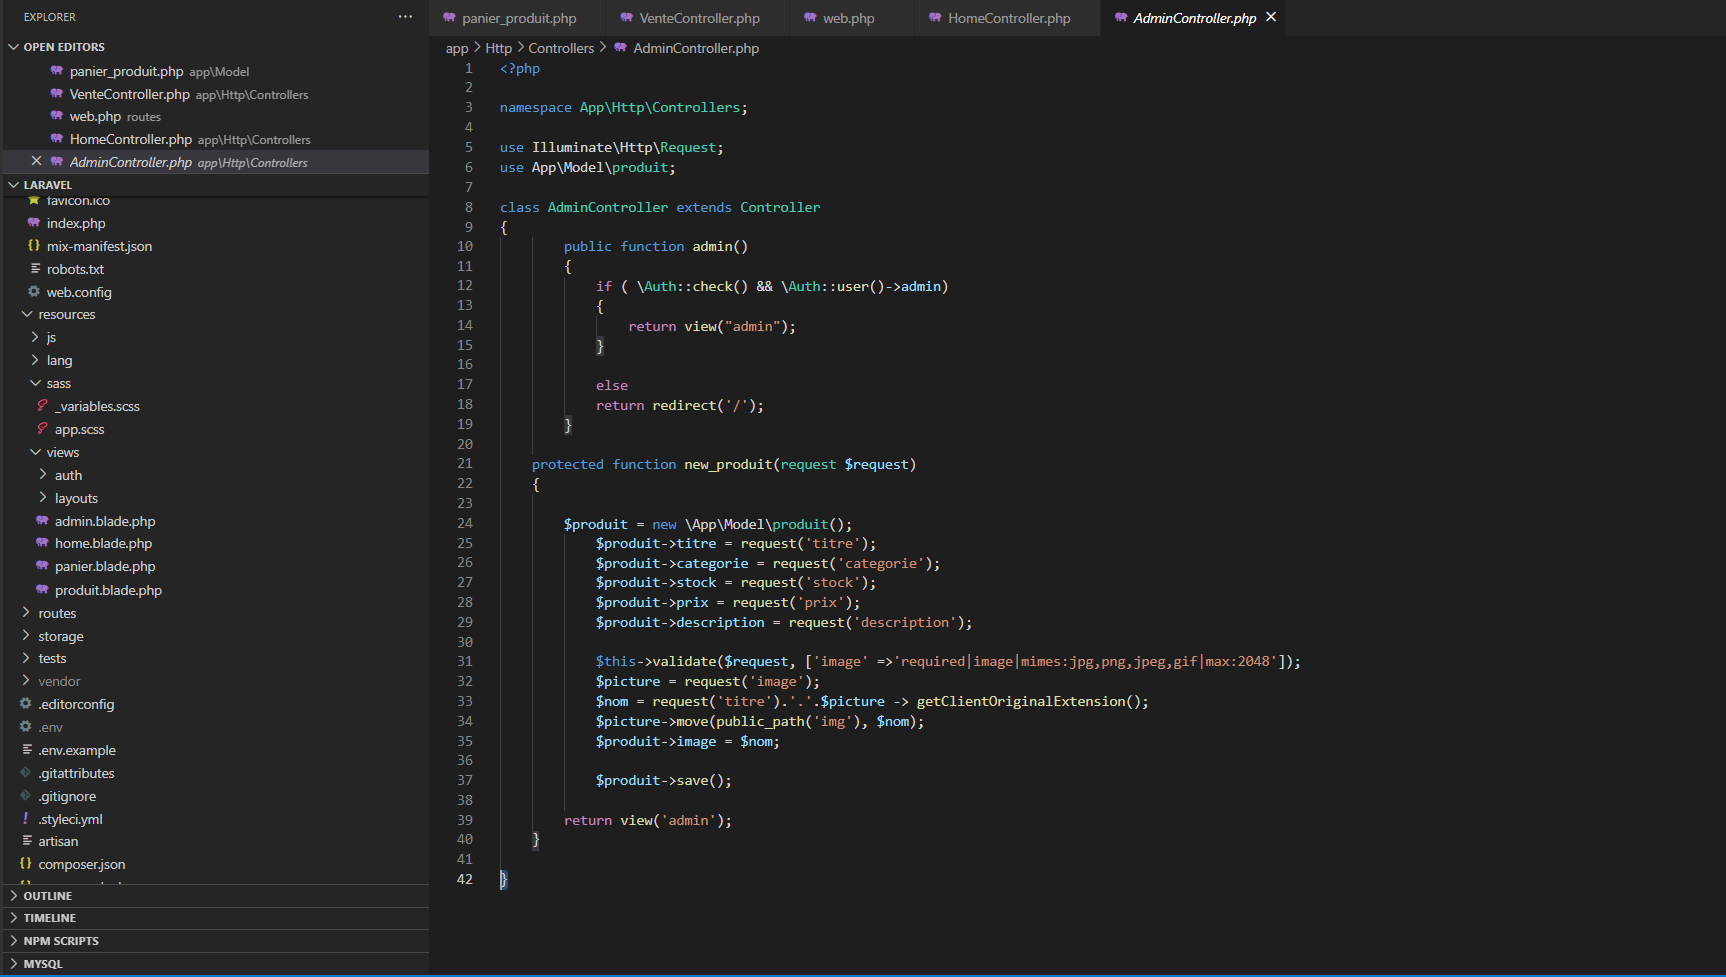 EXPLORER
OPEN EDITORS
panier_produit.php app\Model
VenteController.php app\Http\Controllers
web.php routes
HomeController.php app\Http\Controllers
AdminController.php app\Http\Controllers
LARAVEL
favicon.ico
index.php
mix-manifest.json
robots.txt
web.config
resources
js
lang
sass
_variables.scss
app.scss
views
auth
layouts
admin.blade.php
home.blade.php
panier.blade.php
produit.blade.php
routes
storage
tests
vendor
.editorconfig
.env
.env.example
.gitattributes
.gitignore
.styleci.yml
artisan
composer.json
OUTLINE
TIMELINE
NPM SCRIPTS
MYSQL
panier_produit.php VenteController.php web.php HomeController.php AdminController.php
app > Http > Controllers > AdminController.php
1 <?php
2
3 namespace App\Http\Controllers;
4
5 use Illuminate\Http\Request;
6 use App\Model\produit;
7
8 class AdminController extends Controller
9 {
10 public function admin()
11 {
12 if ( \Auth::check() && \Auth::user()->admin)
13 {
14 return view("admin");
15 }
16
17 else
18 return redirect('/');
19 }
20
21 protected function new_produit(request $request)
22 {
23
24 $produit = new \App\Model\produit();
25 $produit->titre = request('titre');
26 $produit->categorie = request('categorie');
27 $produit->stock = request('stock');
28 $produit->prix = request('prix');
29 $produit->description = request('description');
30
31 $this->validate($request, ['image' =>'required|image|mimes:jpg,png,jpeg,gif|max:2048']);
32 $picture = request('image');
33 $nom = request('titre').'.'.$picture -> getClientOriginalExtension();
34 $picture->move(public_path('img'), $nom);
35 $produit->image = $nom;
36
37 $produit->save();
38
39 return view('admin');
40 }
41
42 }